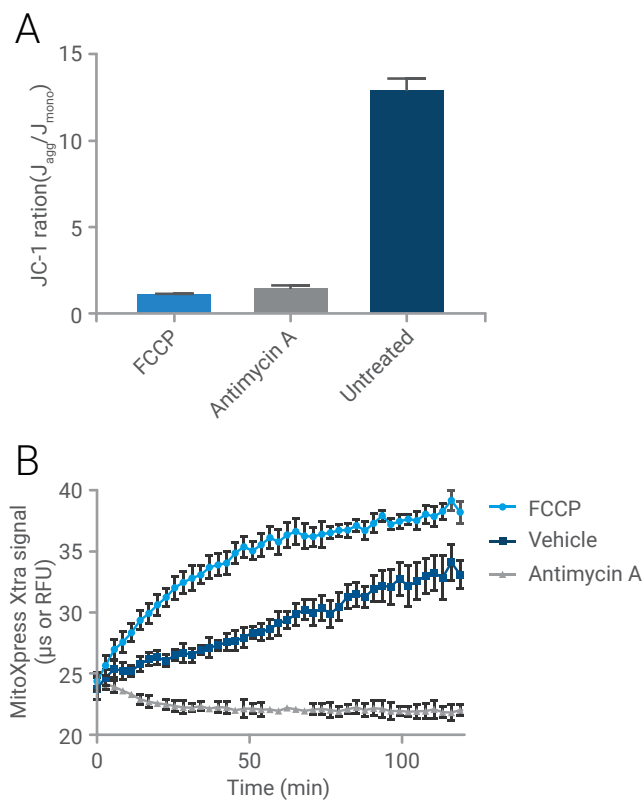 A
15
10
5
0
JC-1 ration(Jagg/Jmono)
FCCP
Antimycin A
Untreated
B
40
35
30
25
20
MitoXpress Xtra signal
(µs or RFU)
0
50
100
Time (min)
FCCP
Vehicle
Antimycin A